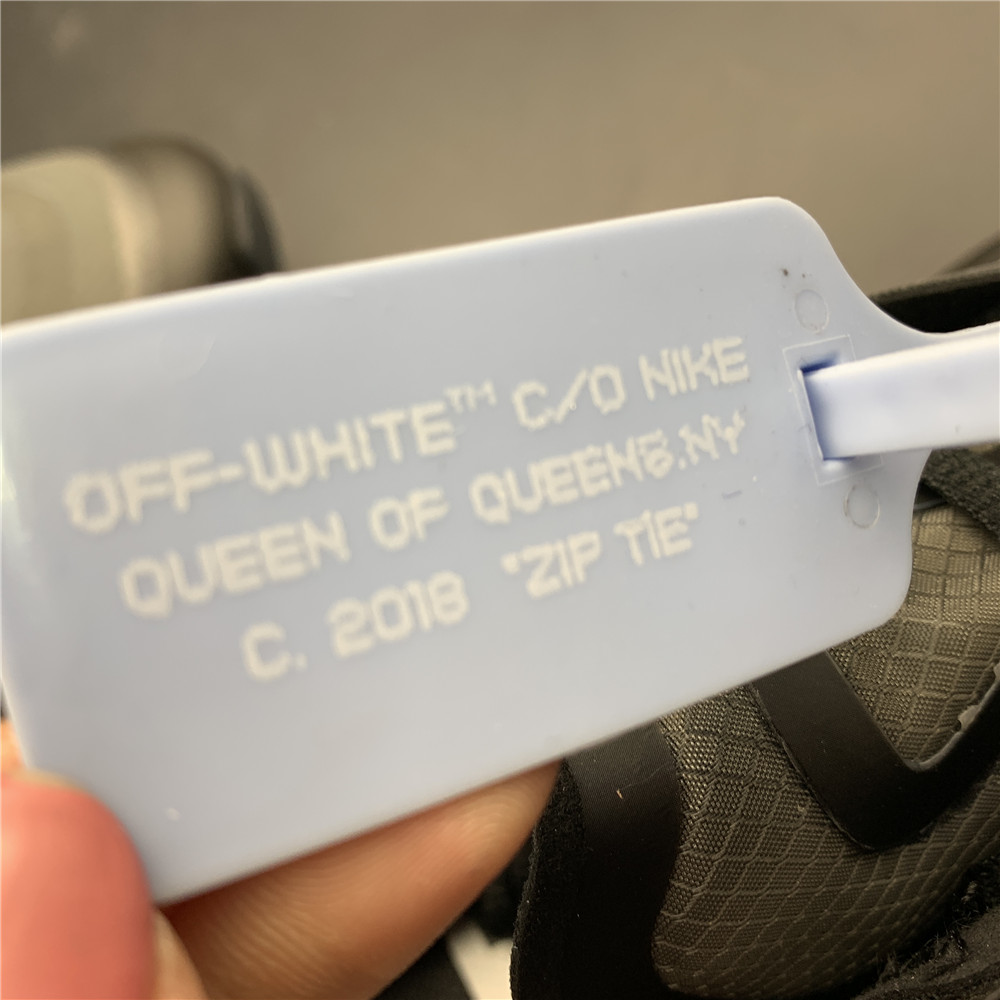 OFF-WHITE™ C/O NIKE
QUEEN OF QUEENS.NY
C. 2018 "ZIP TIE"